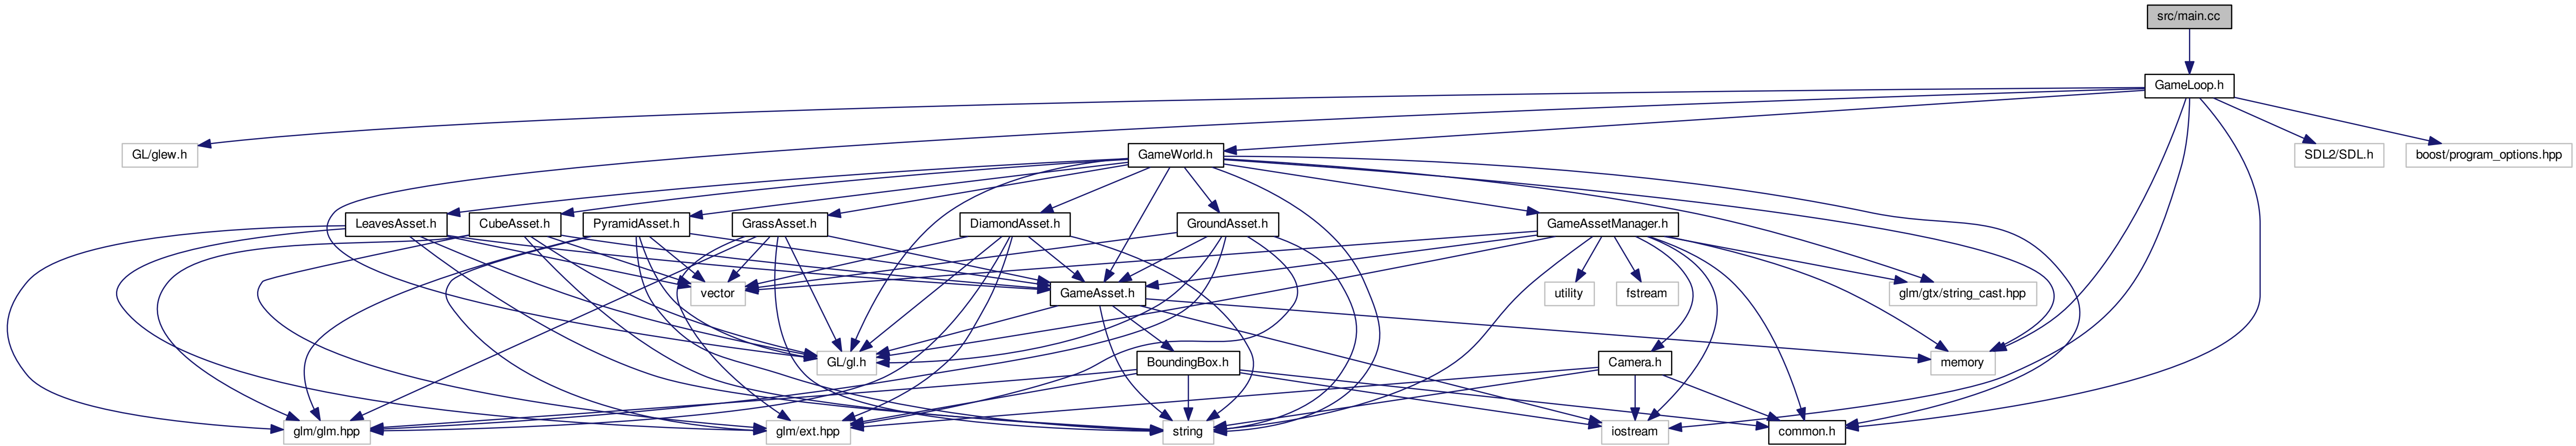 src/main.cc
GameLoop.h
GL/glew.h
GameWorld.h
SDL2/SDL.h
boost/program_options.hpp
LeavesAsset.h
CubeAsset.h
PyramidAsset.h
GrassAsset.h
DiamondAsset.h
GroundAsset.h
GameAssetManager.h
vector
GameAsset.h
utility
fstream
glm/gtx/string_cast.hpp
GL/gl.h
BoundingBox.h
Camera.h
memory
glm/glm.hpp
glm/ext.hpp
string
iostream
common.h